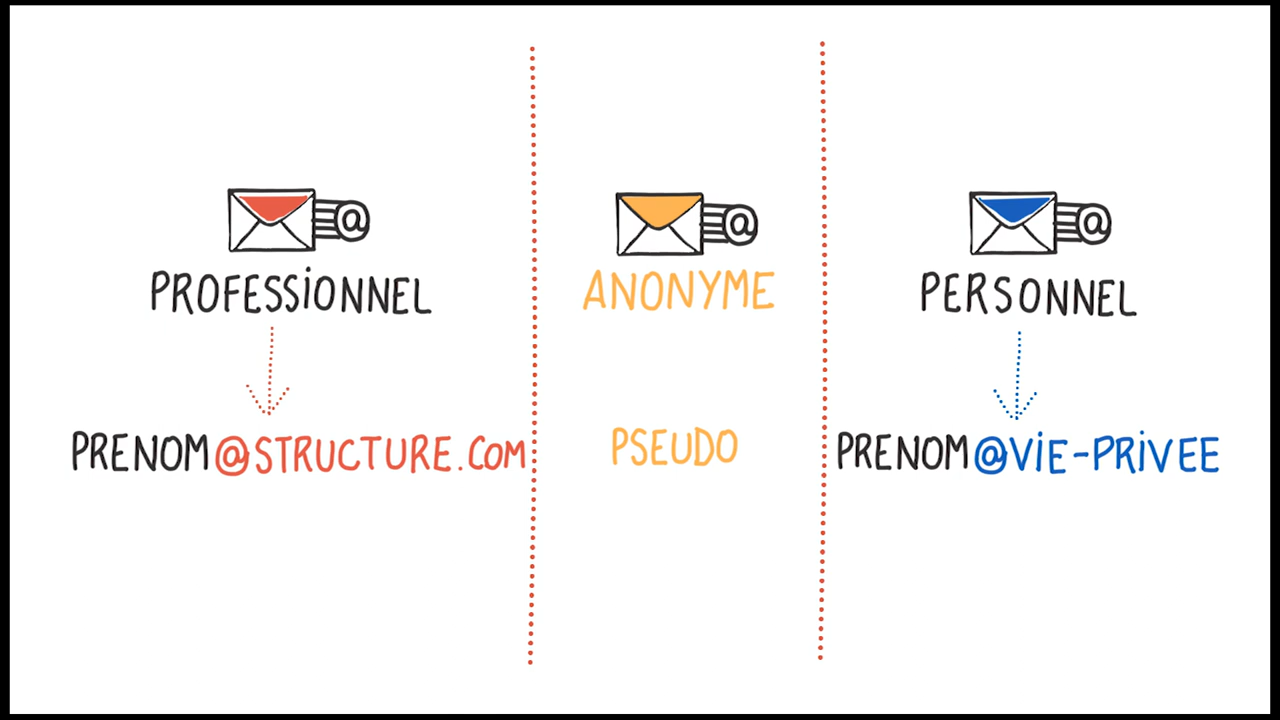 @
PROFESSiONNEL
PRENOM@STRUCTURE.COM
@
ANONYME
PSEUDO
@
PERSONNEL
PRENOM@ViE-PRiVEE